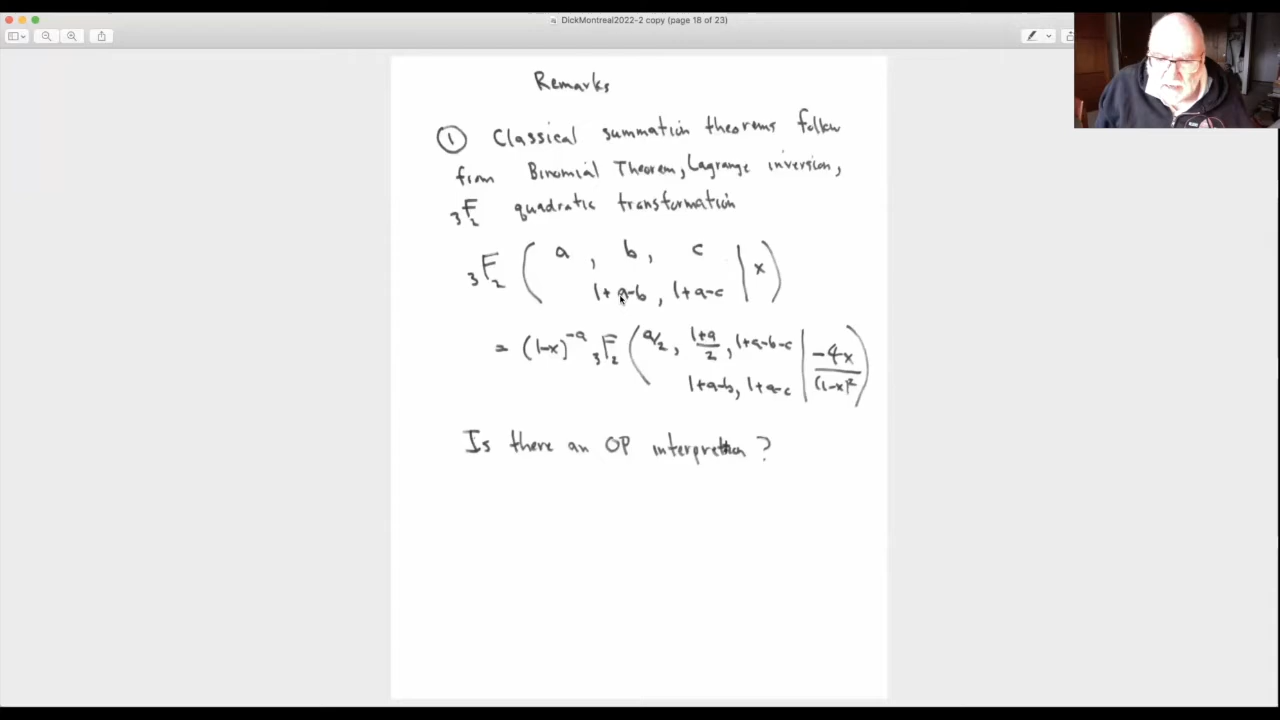 DickMontreal2022-2 copy (page 18 of 23)
Remarks
① Classical summation theorems follow
from Binomial Theorem, Lagrange inversion,
₃F₂ quadratic transformation
₃F₂ ( a , b , c
1+a-b , 1+a-c | x )
= (1-x)^{-a} ₃F₂ ( a/2 , (1+a)/2 , 1+a-b-c
1+a-b , 1+a-c | -4x/(1-x)² )
Is there an OP interpretation ?